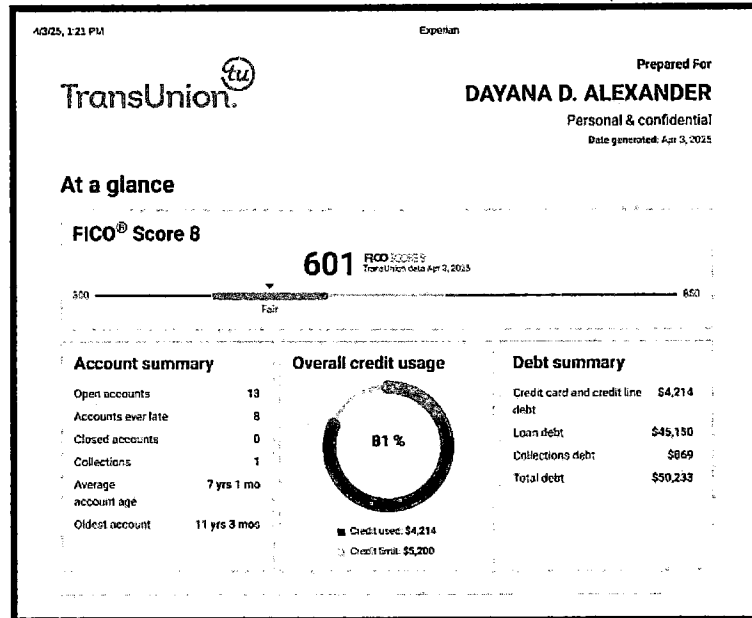 4/3/25, 1:21 PM
Experian
tu
TransUnion.
Prepared For
DAYANA D. ALEXANDER
Personal & confidential
Date generated: Apr 3, 2025
At a glance
FICO® Score 8
601
FICO SCORE 8
TransUnion data Apr 3, 2025
300
850
Fair
Account summary
Open accounts 13
Accounts ever late 8
Closed accounts 0
Collections 1
Average 7 yrs 1 mo
account age
Oldest account 11 yrs 3 mos
Overall credit usage
81 %
Credit used: $4,214
Credit limit: $5,200
Debt summary
Credit card and credit line $4,214
debt
Loan debt $45,150
Collections debt $869
Total debt $50,233